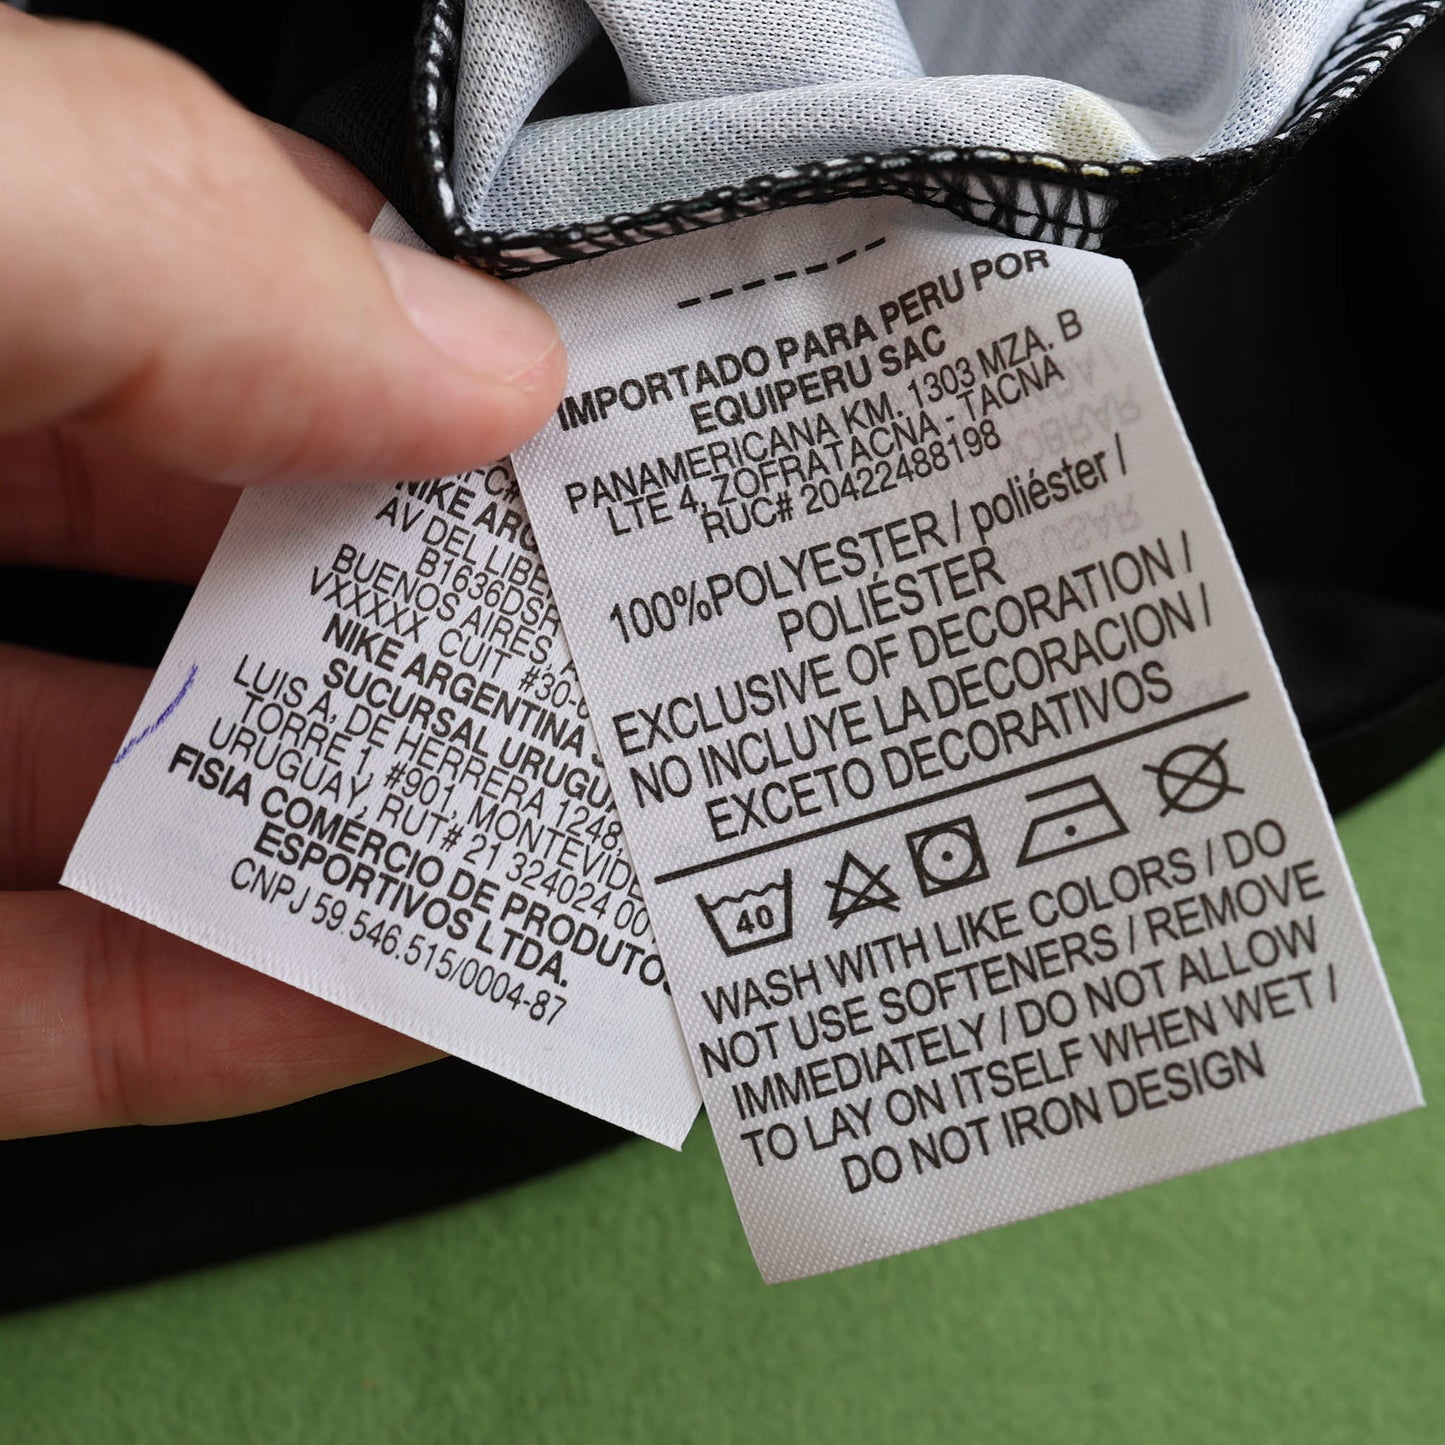 IMPORTADO PARA PERU POR
EQUIPERU SAC
PANAMERICANA KM. 1303 MZA. B
LTE 4, ZOFRATACNA - TACNA
RUC# 20422488198
100%POLYESTER / poliéster /
POLIÉSTER
EXCLUSIVE OF DECORATION /
NO INCLUYE LA DECORACION /
EXCETO DECORATIVOS
40
WASH WITH LIKE COLORS / DO
NOT USE SOFTENERS / REMOVE
IMMEDIATELY / DO NOT ALLOW
TO LAY ON ITSELF WHEN WET /
DO NOT IRON DESIGN
NIKE
AV DEL
BUENOS AIRES,
VXXXXX CUIT
NIKE ARGENTINA
SUCURSAL
LUIS A, DE HERRERA 1248,
TORRE 1 #901,
URUGUAY, RUT# 21 324024
FISIA COMERCIO DE
ESPORTIVOS LTDA.
CNPJ 59.546.515/0004-87